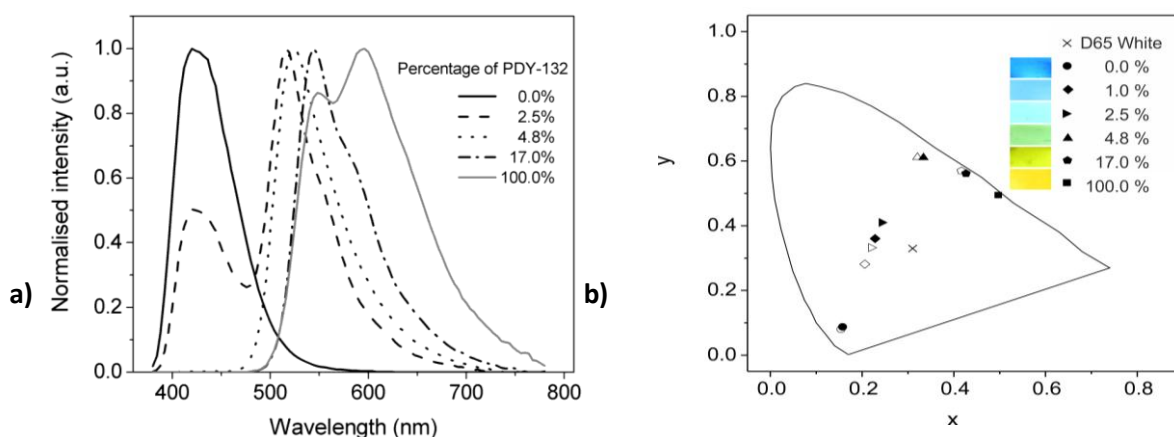 a)
Normalised intensity (a.u.)
1.0
0.8
0.6
0.4
0.2
0.0
Percentage of PDY-132
0.0%
2.5%
4.8%
17.0%
100.0%
400 500 600 700 800
Wavelength (nm)
b)
y
1.0
0.8
0.6
0.4
0.2
0.0
D65 White
0.0 %
1.0 %
2.5 %
4.8 %
17.0 %
100.0 %
0.0 0.2 0.4 0.6 0.8
x